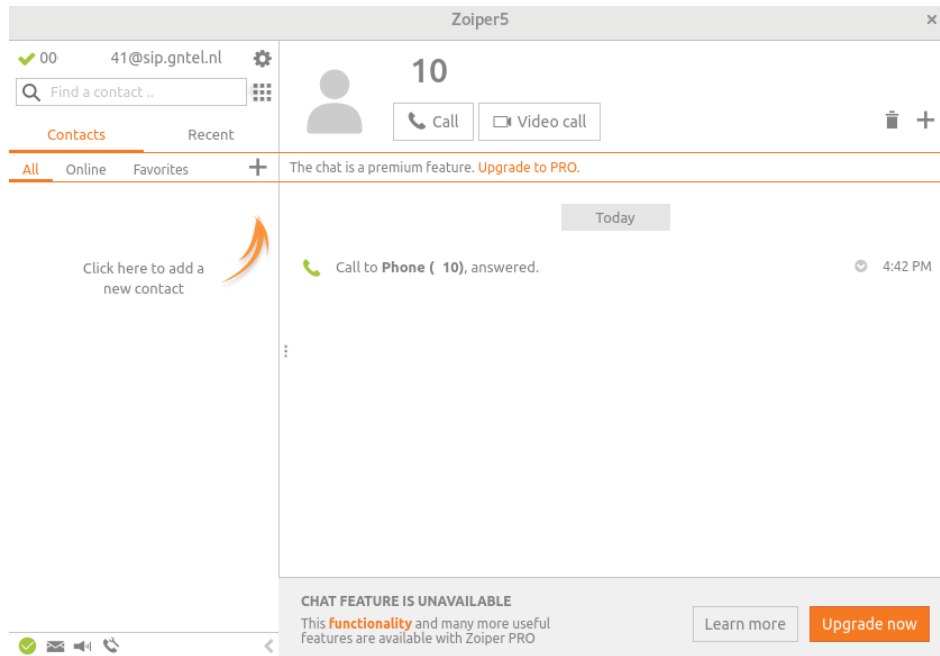 Zoiper5
00 41@sip.gntel.nl
Find a contact ..
Contacts Recent
All Online Favorites
Click here to add a
new contact
10
Call Video call
The chat is a premium feature. Upgrade to PRO.
Today
Call to Phone ( 10), answered. 4:42 PM
CHAT FEATURE IS UNAVAILABLE
This functionality and many more useful
features are available with Zoiper PRO
Learn more Upgrade now